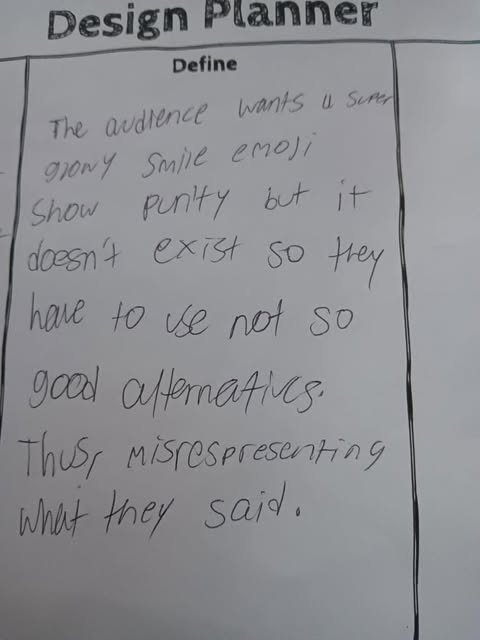 Design Planner
Define
The audience wants a super
glowy smile emoji
show purity but it
doesn't exist so they
have to use not so
good alternatives.
Thus, misrespresenting
what they said.